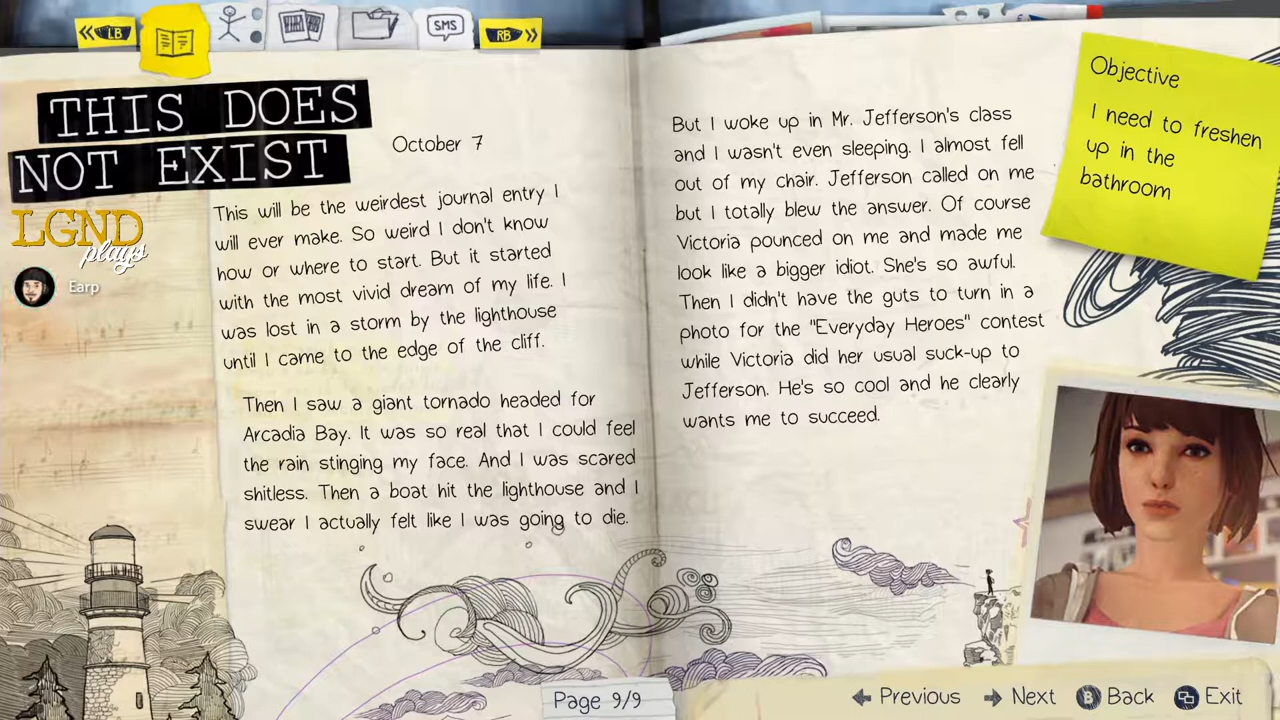 LB
SMS
RB
THIS DOES
NOT EXIST
LGND
plays
Earp
October 7
This will be the weirdest journal entry I
will ever make. So weird I don't know
how or where to start. But it started
with the most vivid dream of my life. I
was lost in a storm by the lighthouse
until I came to the edge of the cliff.
Then I saw a giant tornado headed for
Arcadia Bay. It was so real that I could feel
the rain stinging my face. And I was scared
shitless. Then a boat hit the lighthouse and I
swear I actually felt like I was going to die.
But I woke up in Mr. Jefferson's class
and I wasn't even sleeping. I almost fell
out of my chair. Jefferson called on me
but I totally blew the answer. Of course
Victoria pounced on me and made me
look like a bigger idiot. She's so awful.
Then I didn't have the guts to turn in a
photo for the "Everyday Heroes" contest
while Victoria did her usual suck-up to
Jefferson. He's so cool and he clearly
wants me to succeed.
Objective
I need to freshen
up in the
bathroom
Page 9/9
Previous
Next
B Back
Exit